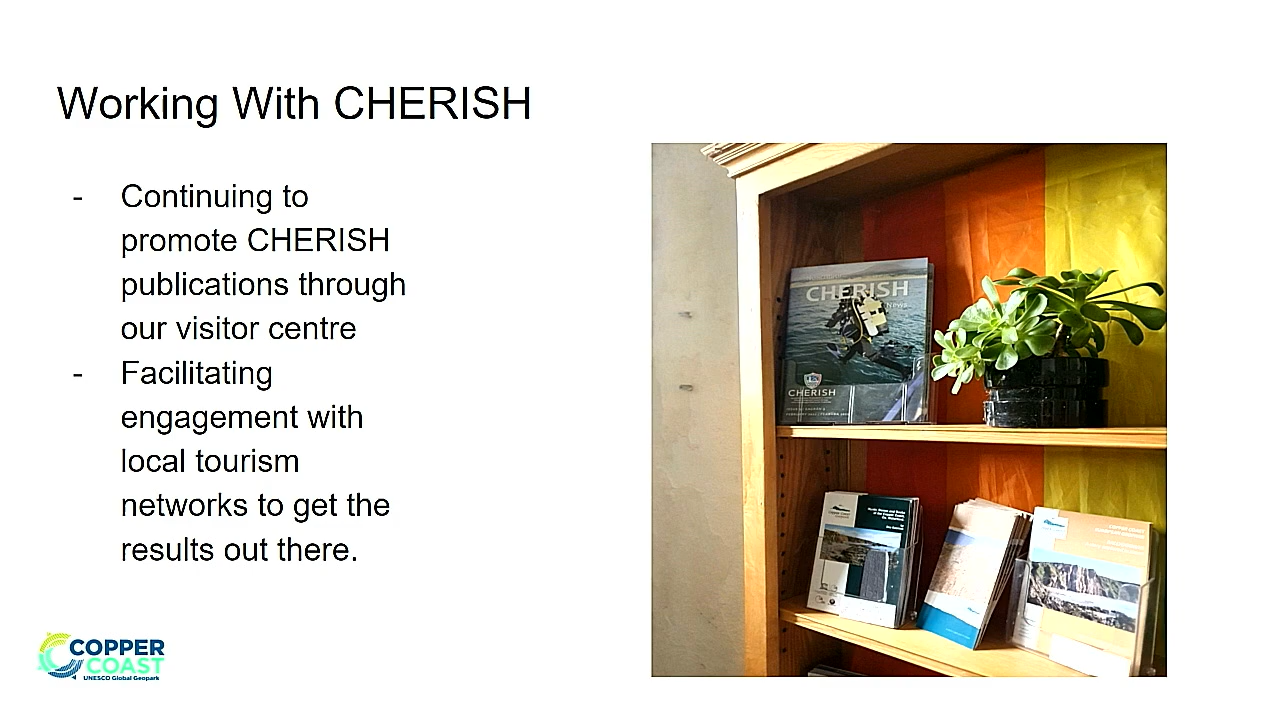 Working With CHERISH
- Continuing to
promote CHERISH
publications through
our visitor centre
- Facilitating
engagement with
local tourism
networks to get the
results out there.
CHERISH
News
CHERISH
COPPER
COAST
UNESCO Global Geopark